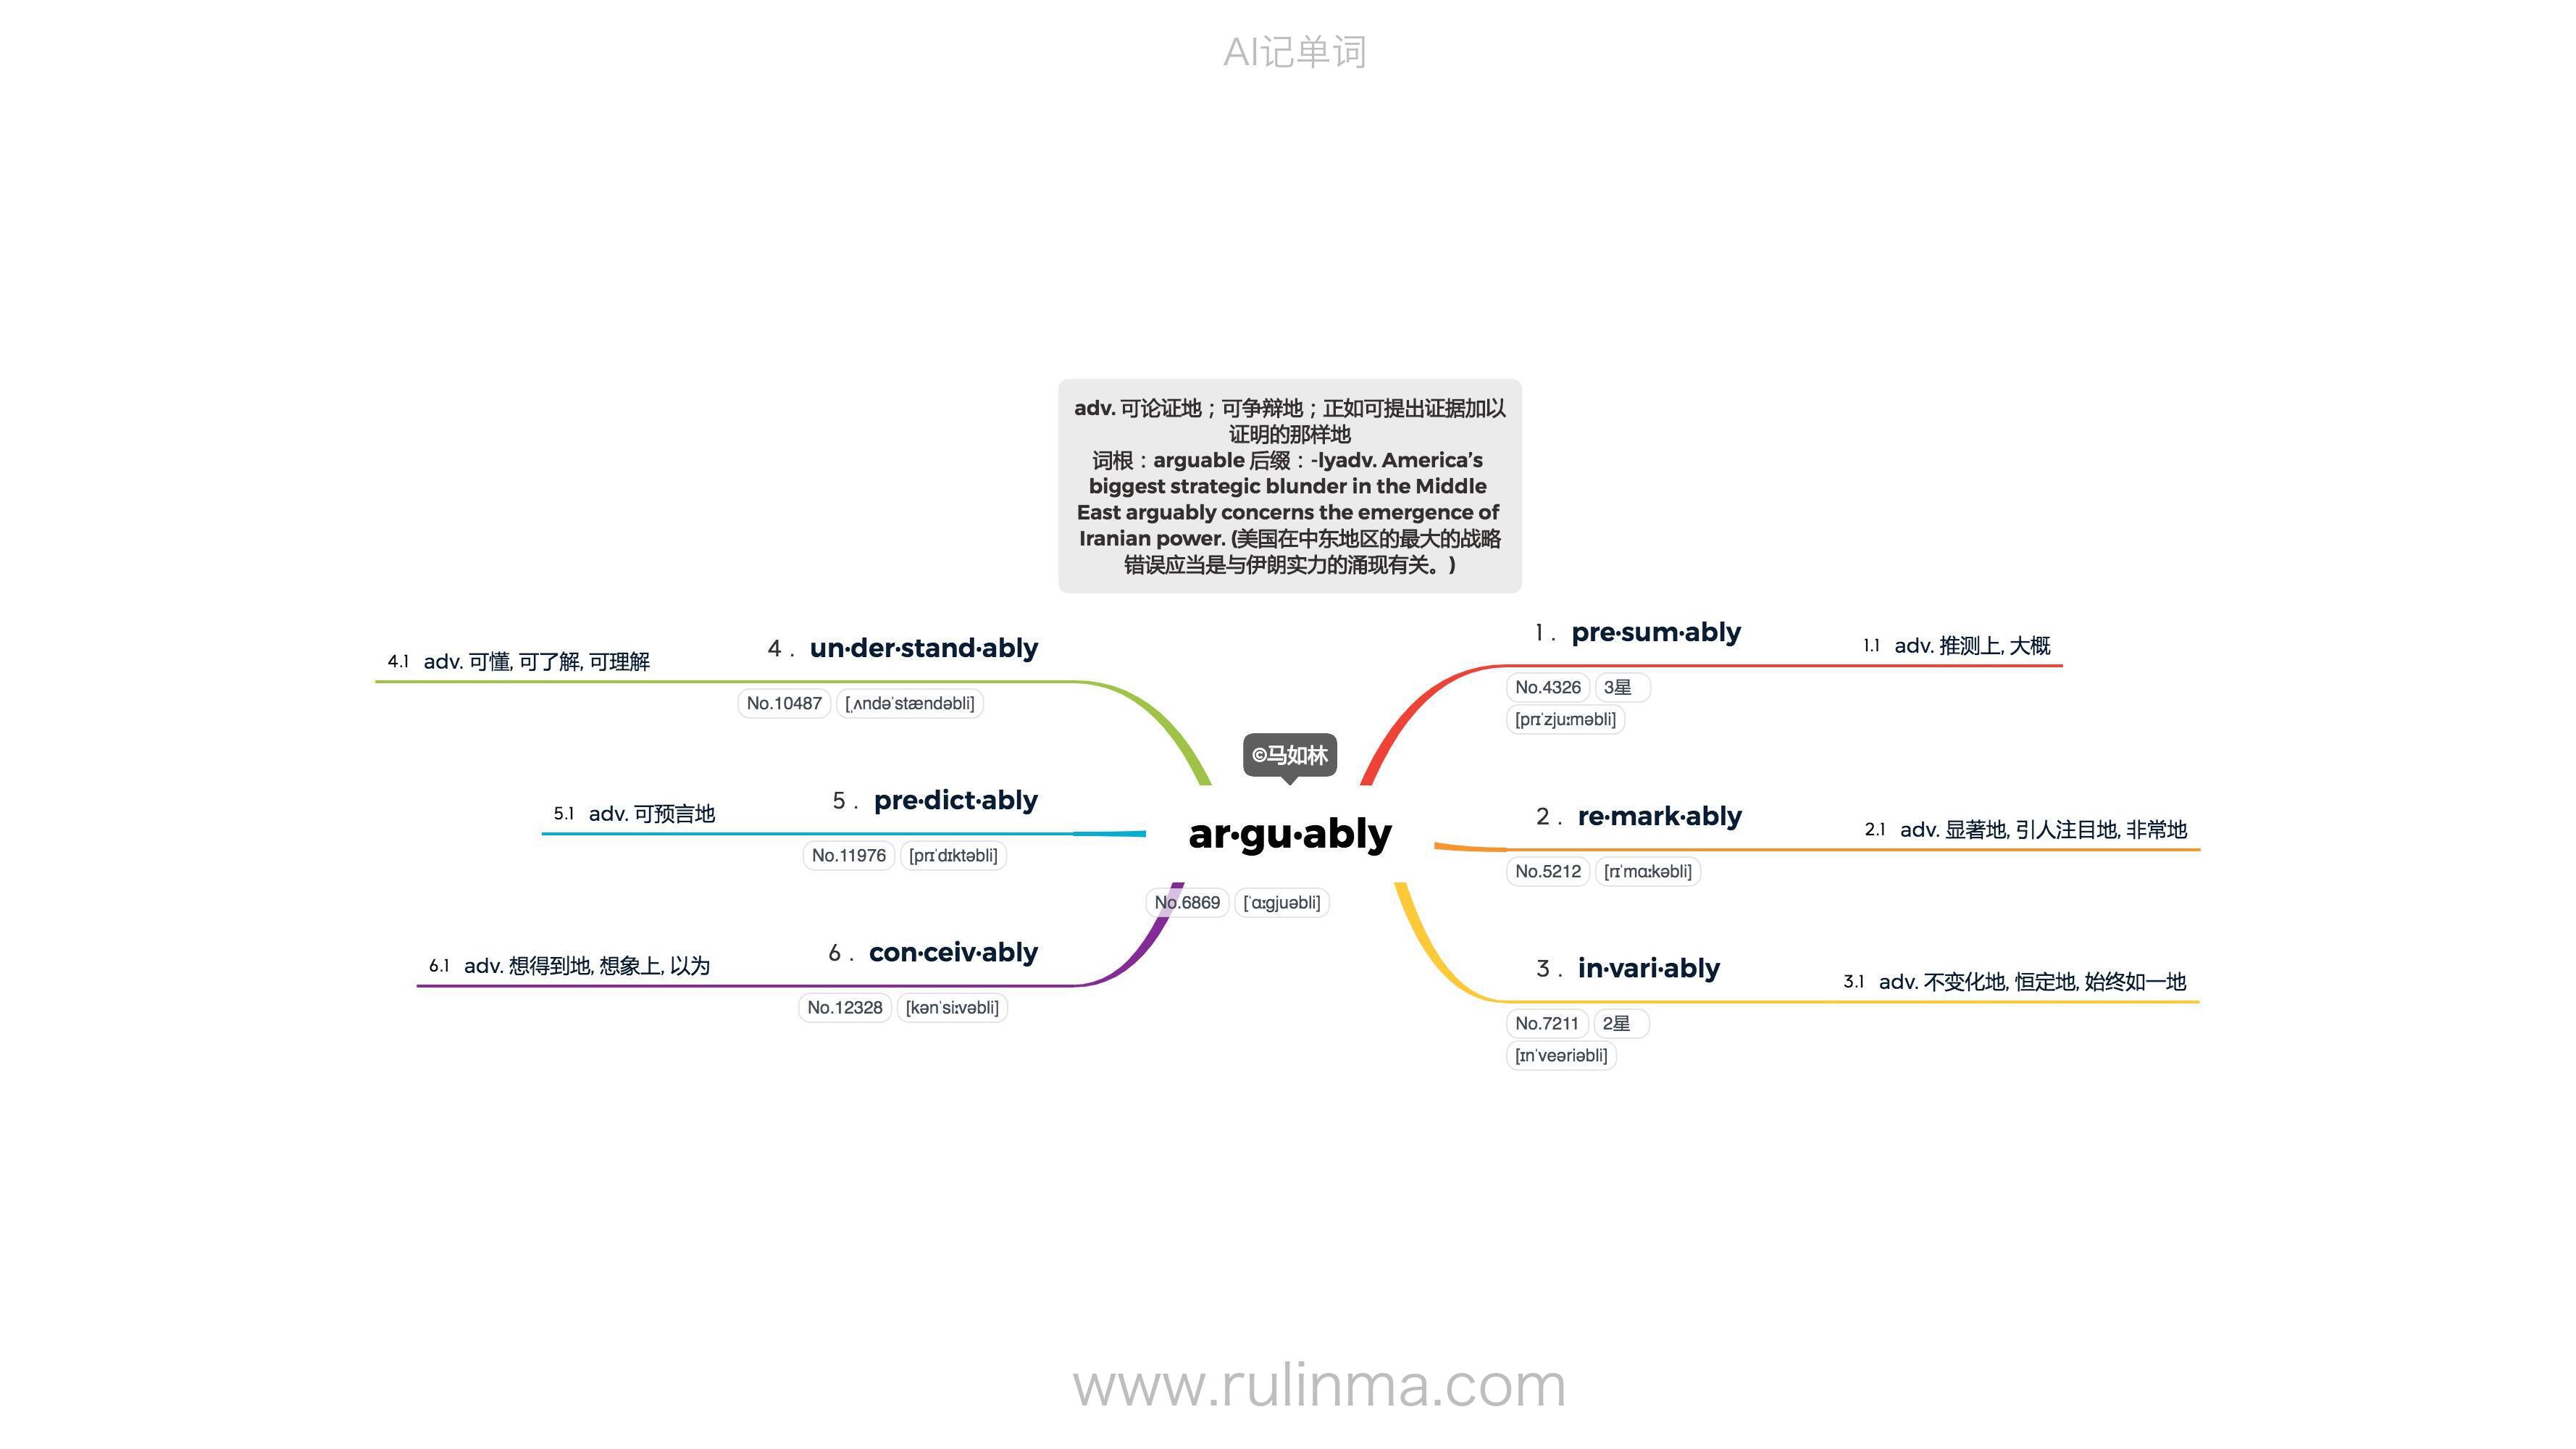 AI记单词
adv. 可论证地；可争辩地；正如可提出证据加以
证明的那样地
词根：arguable 后缀：-lyadv. America’s
biggest strategic blunder in the Middle
East arguably concerns the emergence of
Iranian power. (美国在中东地区的最大的战略
错误应当是与伊朗实力的涌现有关。)
©马如林
ar·gu·ably
No.6869 [ˈɑːgjuəbli]
1 . pre·sum·ably
1.1 adv. 推测上, 大概
No.4326 3星
[prɪˈzjuːməbli]
2 . re·mark·ably
2.1 adv. 显著地, 引人注目地, 非常地
No.5212 [rɪˈmɑːkəbli]
3 . in·vari·ably
3.1 adv. 不变化地, 恒定地, 始终如一地
No.7211 2星
[ɪnˈveəriəbli]
4 . un·der·stand·ably
4.1 adv. 可懂, 可了解, 可理解
No.10487 [ˌʌndəˈstændəbli]
5 . pre·dict·ably
5.1 adv. 可预言地
No.11976 [prɪˈdɪktəbli]
6 . con·ceiv·ably
6.1 adv. 想得到地, 想象上, 以为
No.12328 [kənˈsiːvəbli]
www.rulinma.com